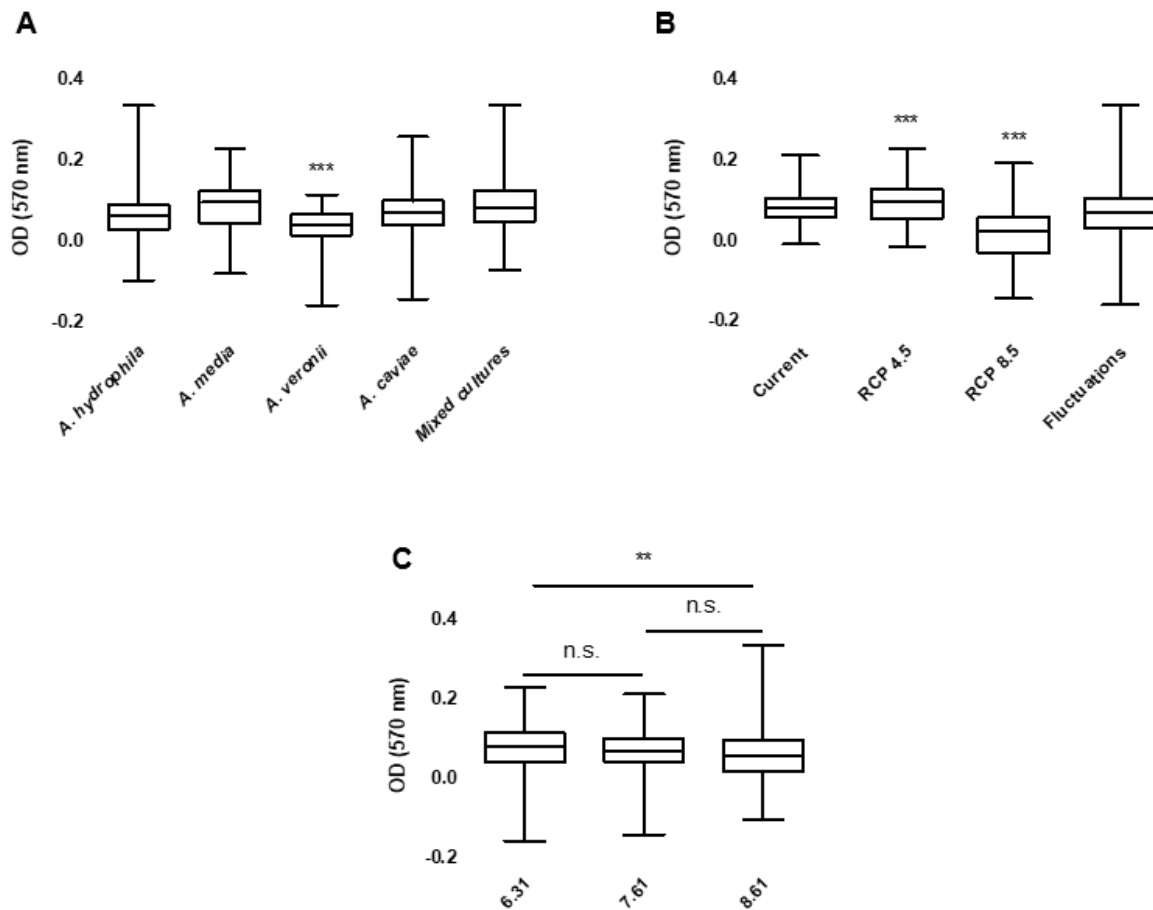 A
0.4
0.2
0.0
-0.2
OD (570 nm)
***
A. hydrophila
A. media
A. veronii
A. caviae
Mixed cultures
B
0.4
0.2
0.0
-0.2
OD (570 nm)
***
***
Current
RCP 4.5
RCP 8.5
Fluctuations
C
**
n.s.
n.s.
0.4
0.2
0.0
-0.2
OD (570 nm)
6.31
7.61
8.61